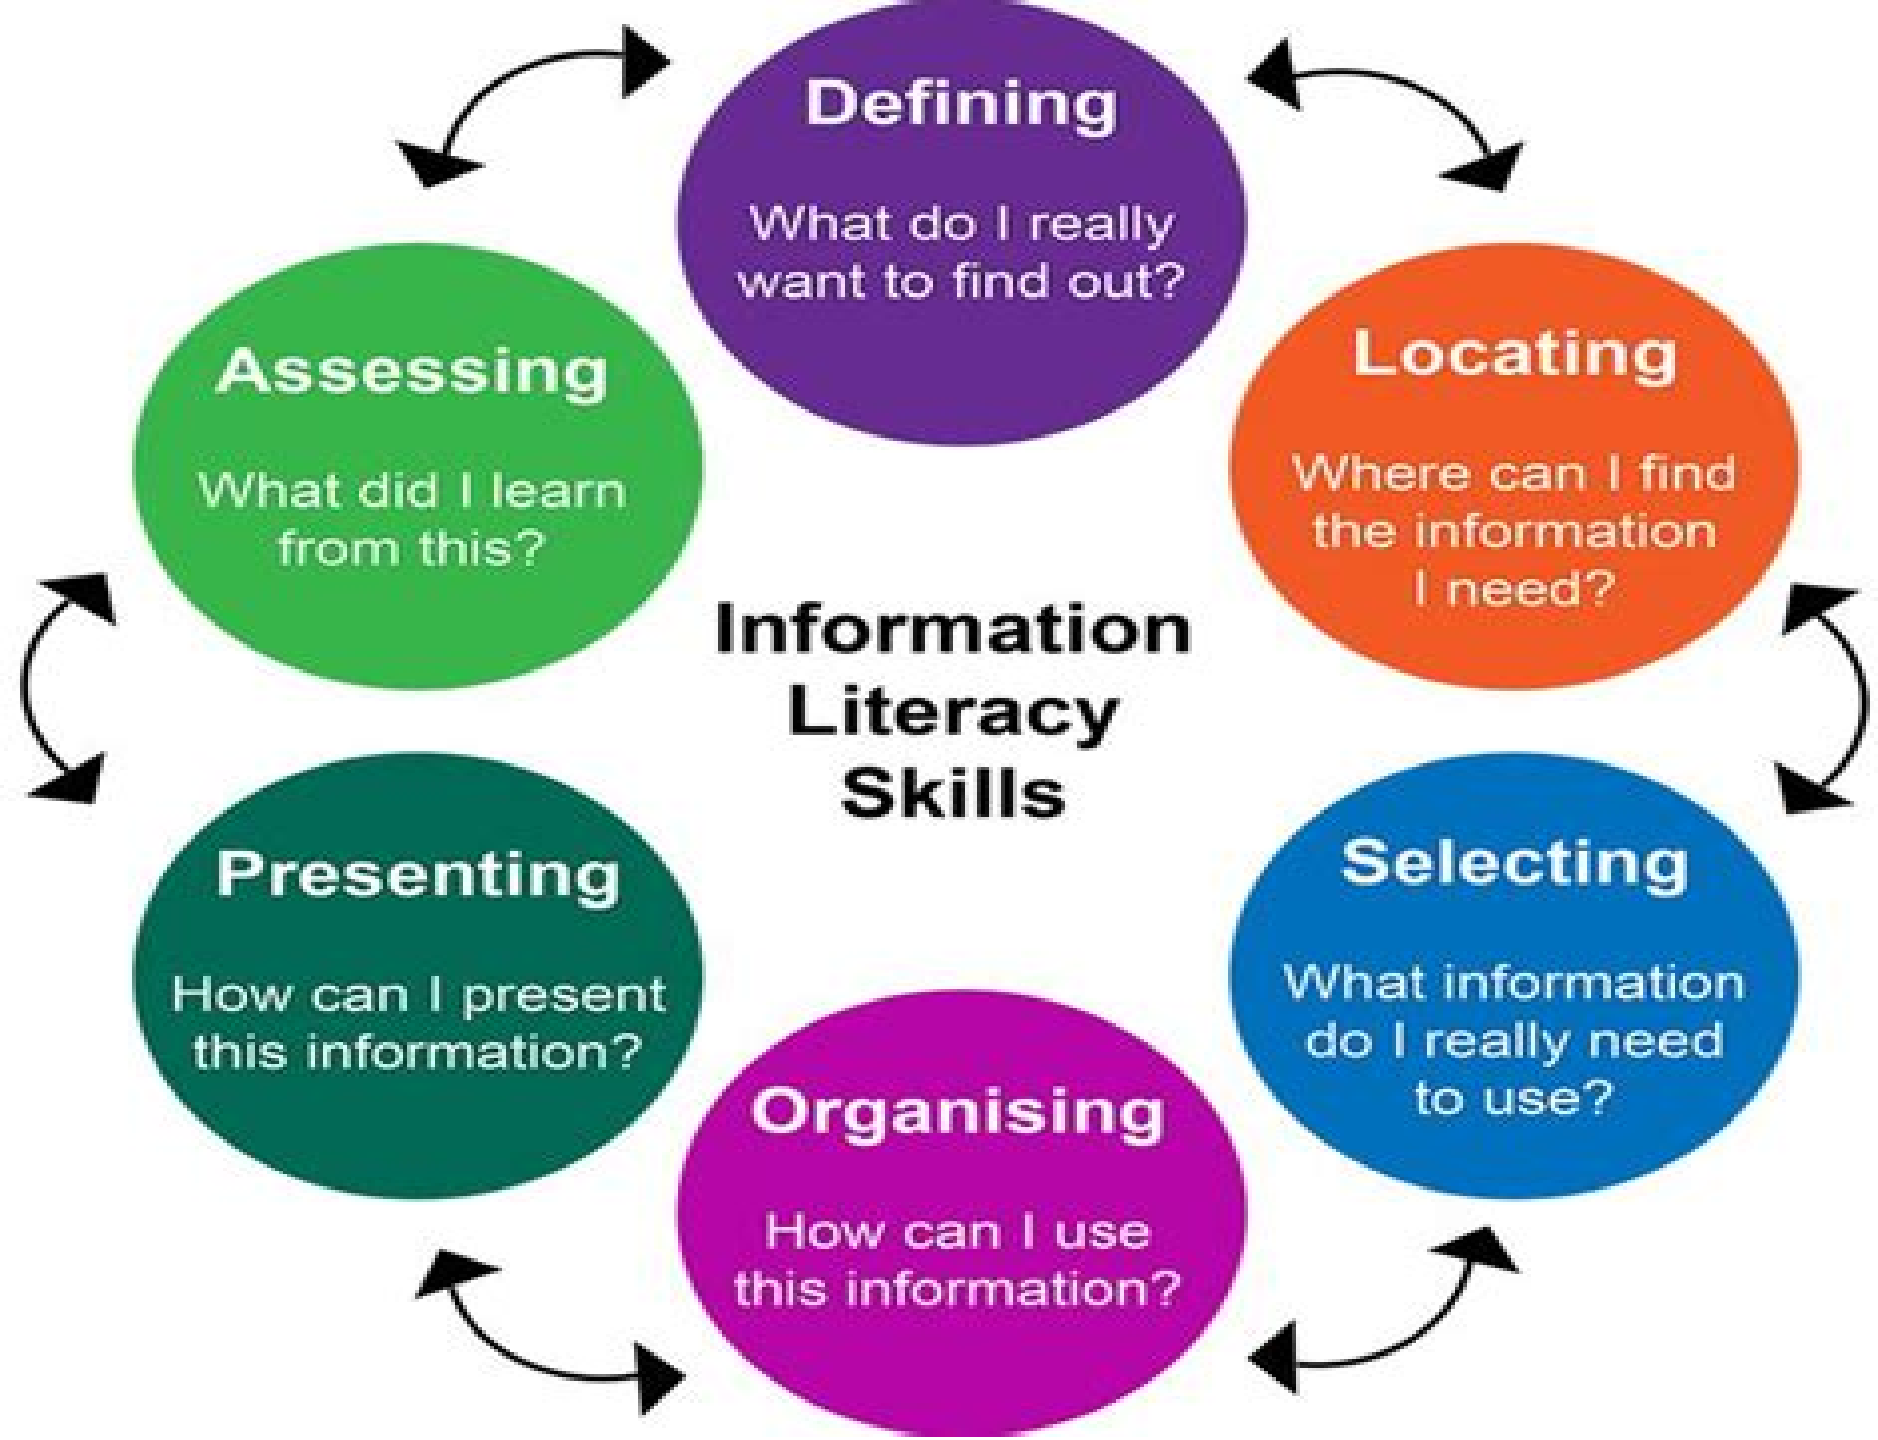 Defining
What do I really
want to find out?
Locating
Where can I find
the information
I need?
Selecting
What information
do I really need
to use?
Organising
How can I use
this information?
Presenting
How can I present
this information?
Assessing
What did I learn
from this?
Information
Literacy
Skills